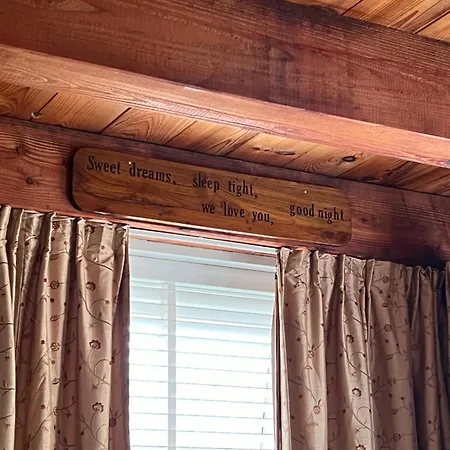 Sweet dreams, sleep tight,
we love you, good night